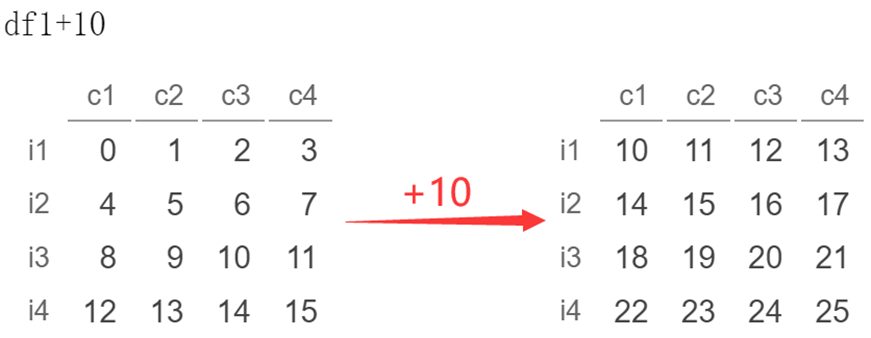 df1+10
c1 c2 c3 c4 c1 c2 c3 c4
i1 0 1 2 3 i1 10 11 12 13
+10
i2 4 5 6 7 i2 14 15 16 17
i3 8 9 10 11 i3 18 19 20 21
i4 12 13 14 15 i4 22 23 24 25